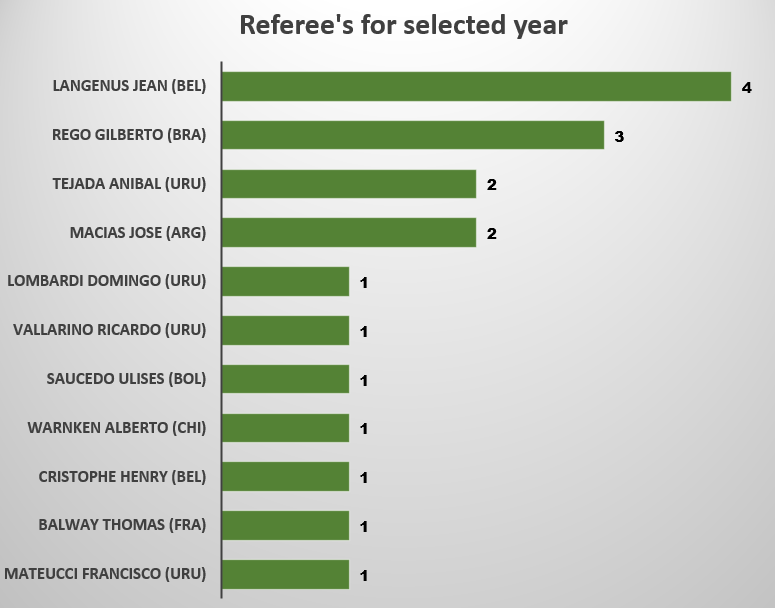 Referee's for selected year
LANGENUS JEAN (BEL) 4
REGO GILBERTO (BRA) 3
TEJADA ANIBAL (URU) 2
MACIAS JOSE (ARG) 2
LOMBARDI DOMINGO (URU) 1
VALLARINO RICARDO (URU) 1
SAUCEDO ULISES (BOL) 1
WARNKEN ALBERTO (CHI) 1
CRISTOPHE HENRY (BEL) 1
BALWAY THOMAS (FRA) 1
MATEUCCI FRANCISCO (URU) 1